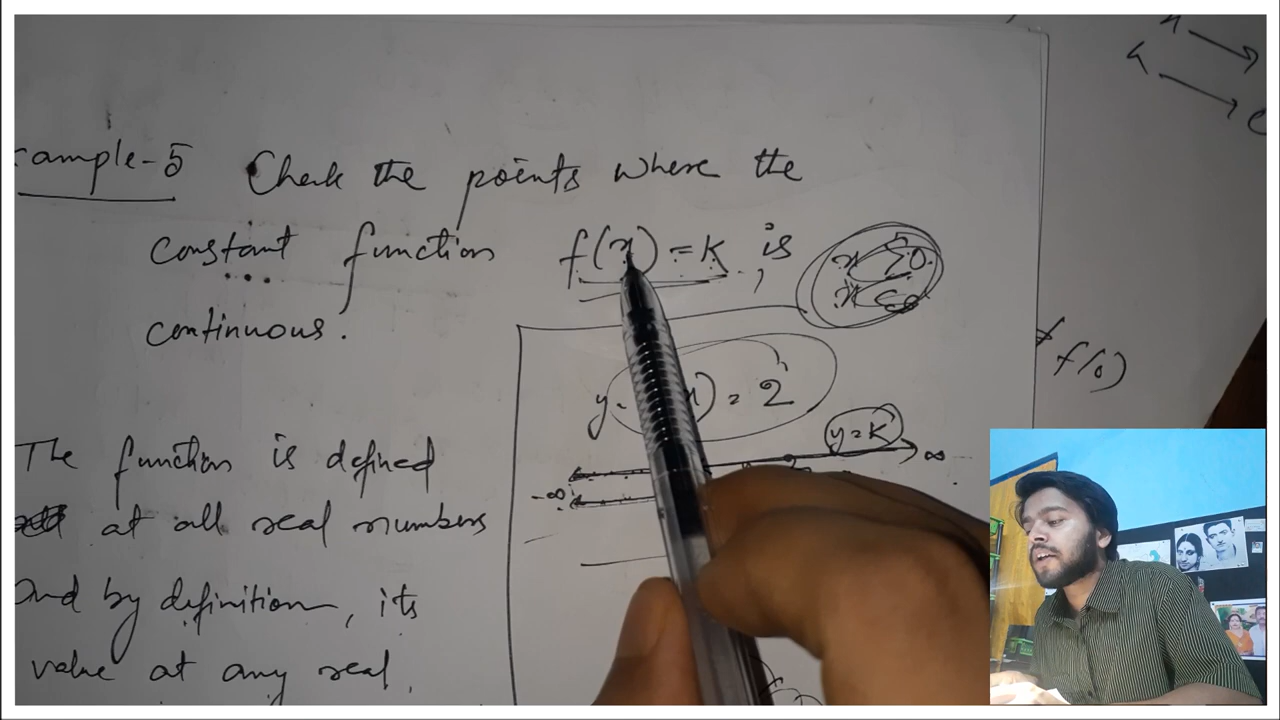 ample-5 Check the points where the
constant function f(x) = k, is
continuous.
x ≥ 0
x < 0
y = x) = 2
y = k
-∞ ∞
≠ f(0)
The function is defined
at all real numbers
And by definition, its
value at any real